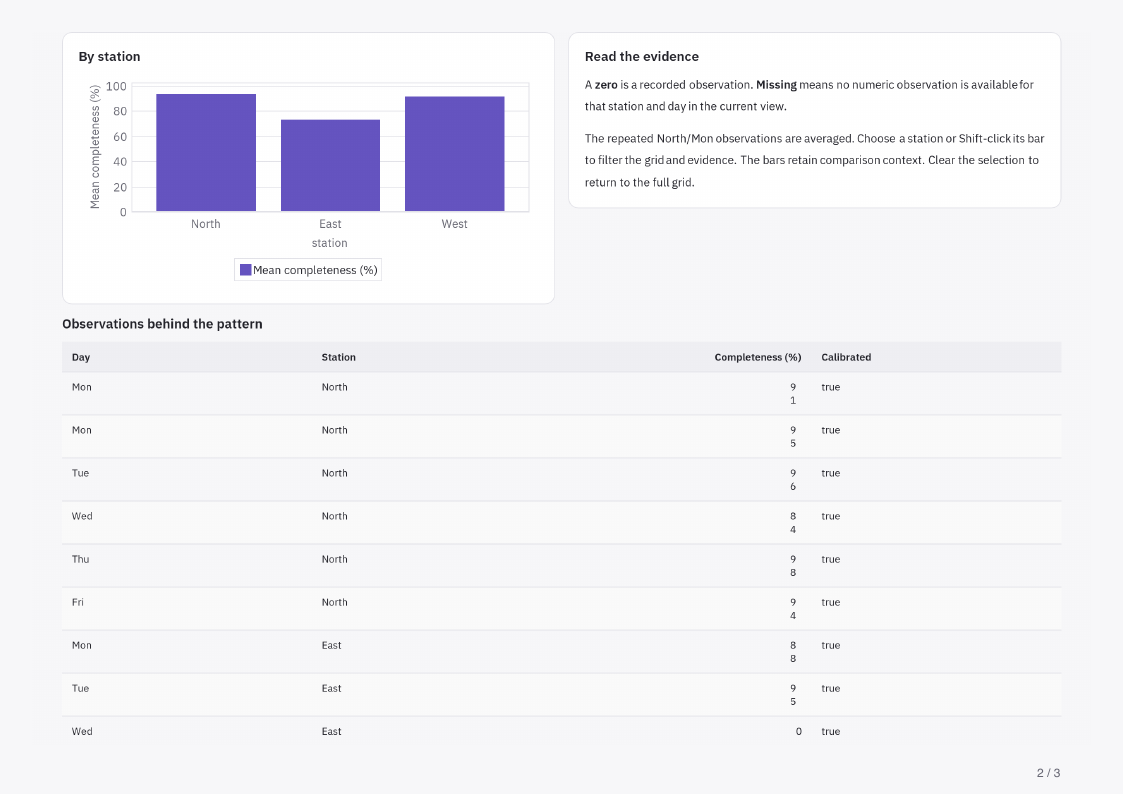 By station
Mean completeness (%)
100
80
60
40
20
0
North East West
station
Mean completeness (%)
Read the evidence
A zero is a recorded observation. Missing means no numeric observation is available for
that station and day in the current view.
The repeated North/Mon observations are averaged. Choose a station or Shift-click its bar
to filter the grid and evidence. The bars retain comparison context. Clear the selection to
return to the full grid.
Observations behind the pattern
Day Station Completeness (%) Calibrated
Mon North 9 true
1
Mon North 9 true
5
Tue North 9 true
6
Wed North 8 true
4
Thu North 9 true
8
Fri North 9 true
4
Mon East 8 true
8
Tue East 9 true
5
Wed East 0 true
2 / 3